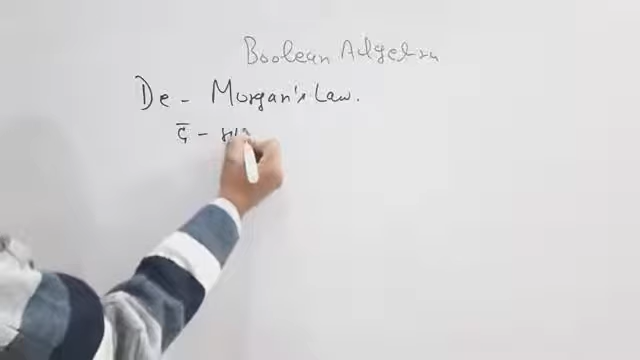 Boolean Algebra
De - Morgan's Law.
डी -